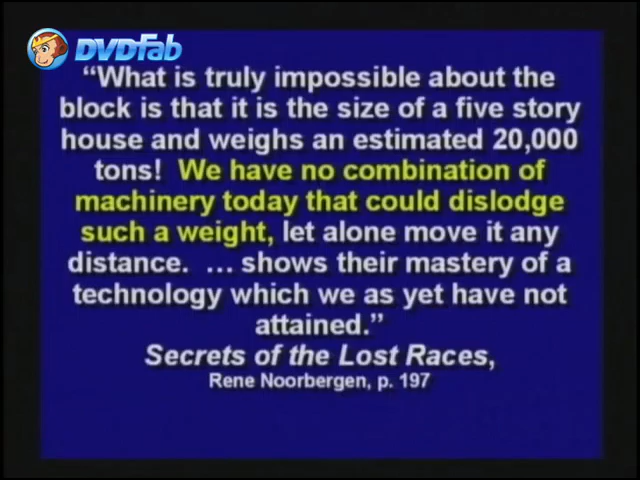 DVDFab
“What is truly impossible about the
block is that it is the size of a five story
house and weighs an estimated 20,000
tons!  We have no combination of
machinery today that could dislodge
such a weight, let alone move it any
distance.  ... shows their mastery of a
technology which we as yet have not
attained.”
Secrets of the Lost Races,
Rene Noorbergen, p. 197